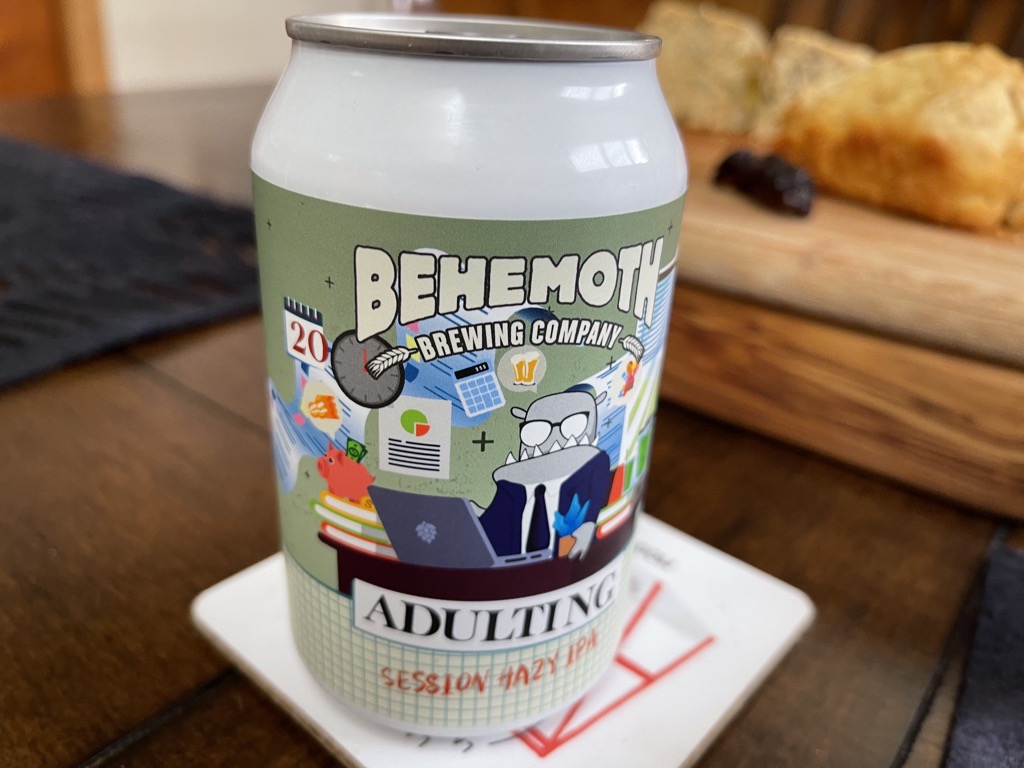 BEHEMOTH
BREWING COMPANY
20
ADULTING
SESSION HAZY IPA